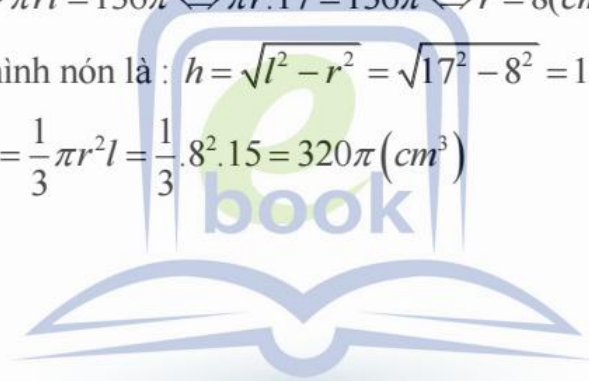 πrl = 136π ⇔ πr.17 = 136π ⇔ r = 8(cm
hình nón là : h = √(l² − r²) = √(17² − 8²) = 1
= 1/3 πr²l = 1/3 .8².15 = 320π (cm³)
e
book